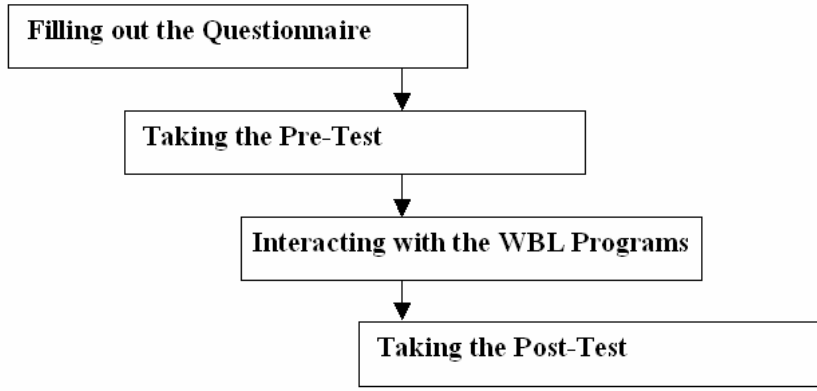 Filling out the Questionnaire
Taking the Pre-Test
Interacting with the WBL Programs
Taking the Post-Test